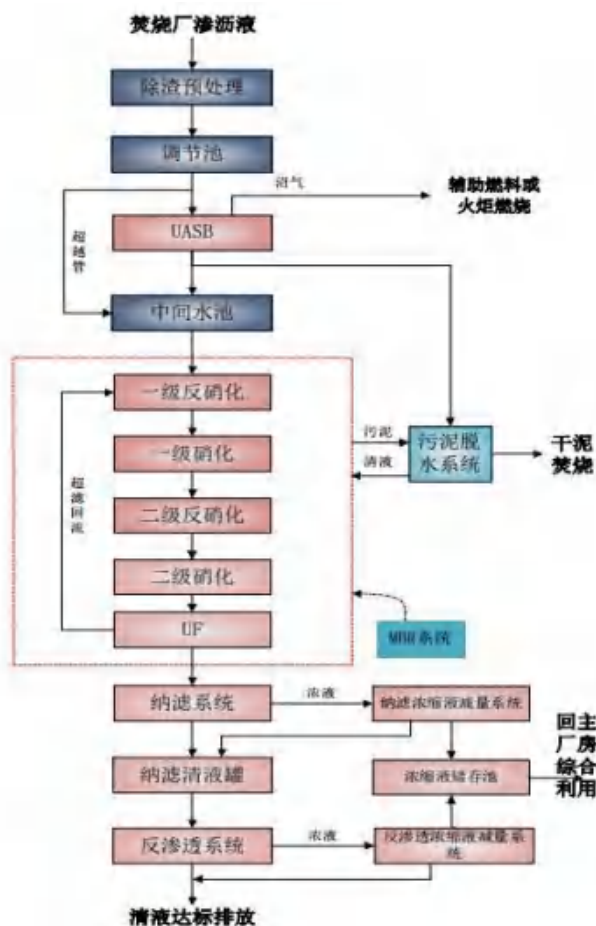 焚烧厂渗沥液
除渣预处理
调节池
沼气
辅助燃料或
火炬燃烧
UASB
超越管
中间水池
一级反硝化
污泥
污泥脱
水系统
干泥
焚烧
清液
一级硝化
超滤回流
二级反硝化
二级硝化
UF
MBR系统
纳滤系统
浓液
纳滤浓缩液减量系统
回主
厂房
综合
利用
纳滤清液罐
浓缩液储存池
反渗透系统
浓液
反渗透浓缩液减量系
统
清液达标排放